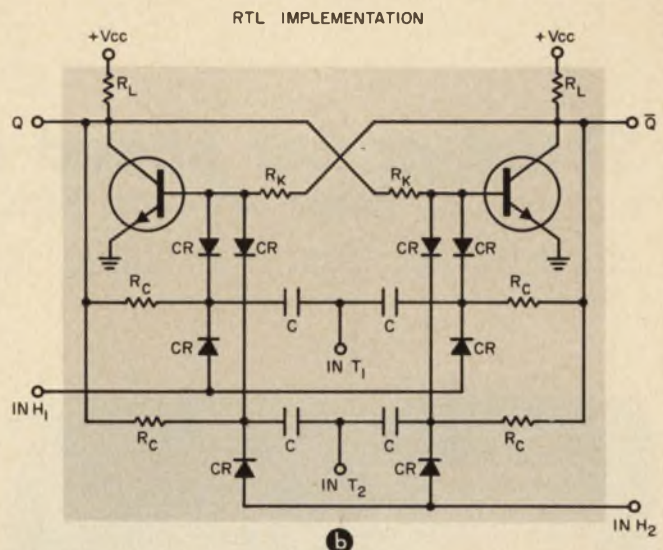 RTL IMPLEMENTATION
+Vcc +Vcc
RL RL
Q Q̅
RK RK
CR CR CR CR
RC C C RC
CR CR
IN T1
IN H1
RC C C RC
CR CR
IN T2
IN H2
b